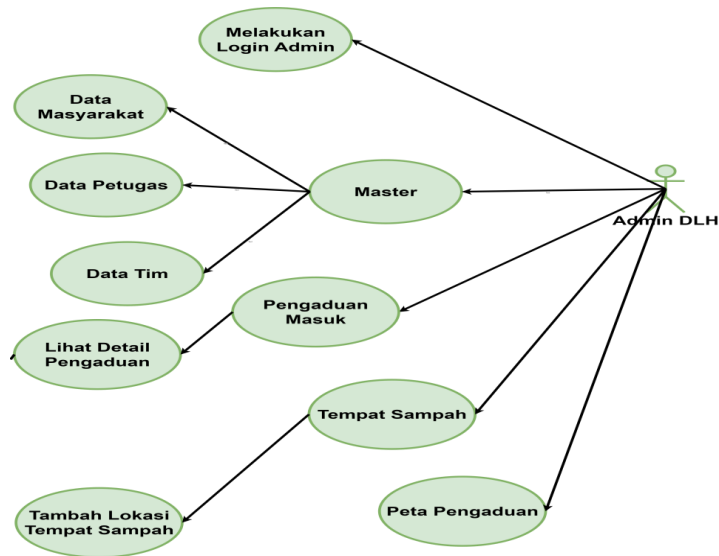 Melakukan
Login Admin
Data
Masyarakat
Data Petugas
Master
Admin DLH
Data Tim
Pengaduan
Masuk
Lihat Detail
Pengaduan
Tempat Sampah
Tambah Lokasi
Tempat Sampah
Peta Pengaduan